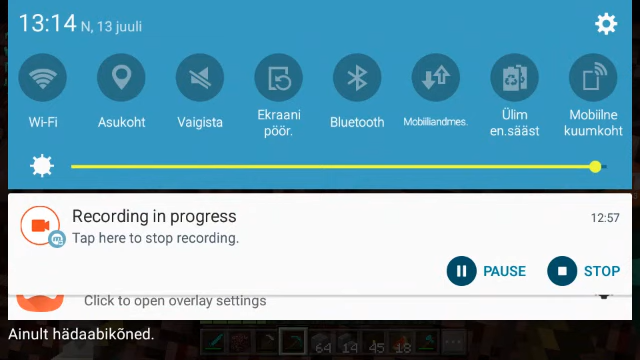 13:14 N, 13 juuli
Wi-Fi
Asukoht
Vaigista
Ekraani
pöör.
Bluetooth
Mobiiliandmes.
Ülim
en.sääst
Mobiilne
kuumkoht
Recording in progress 12:57
Tap here to stop recording.
PAUSE STOP
Click to open overlay settings
Ainult hädaabikõned.
64 14 45 18